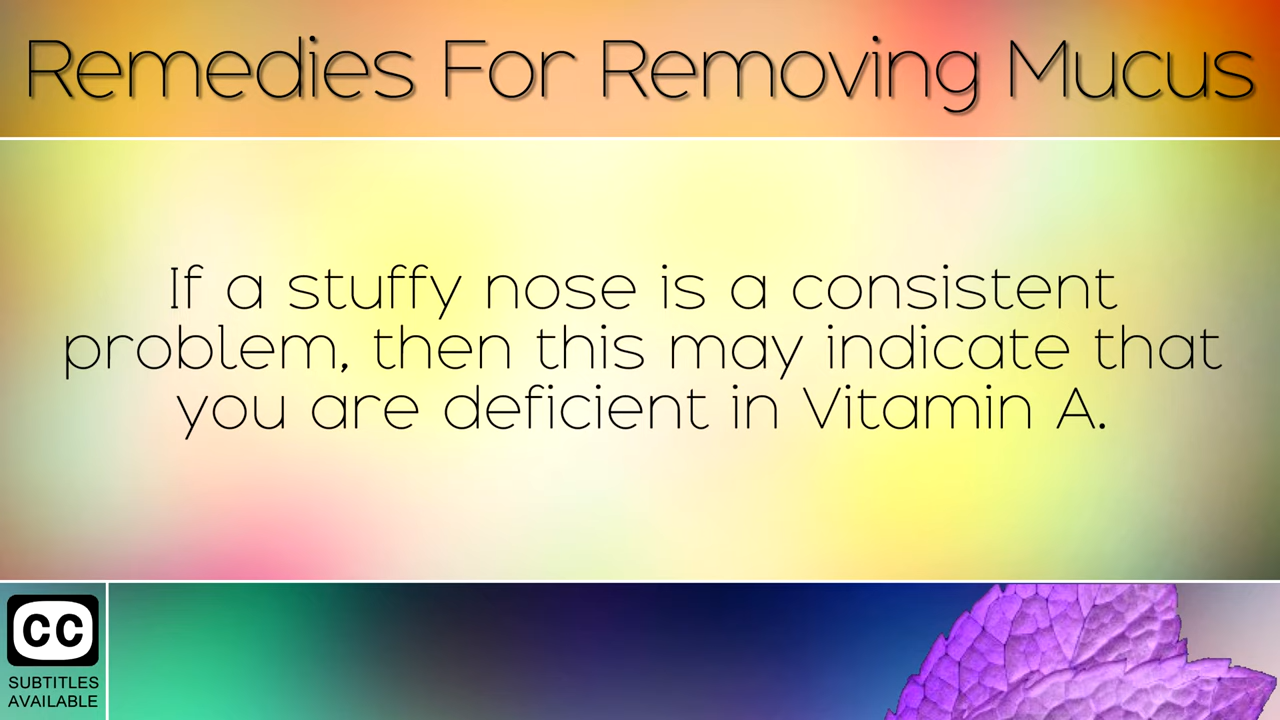 Remedies For Removing Mucus
If a stuffy nose is a consistent
problem, then this may indicate that
you are deficient in Vitamin A.
CC
SUBTITLES
AVAILABLE